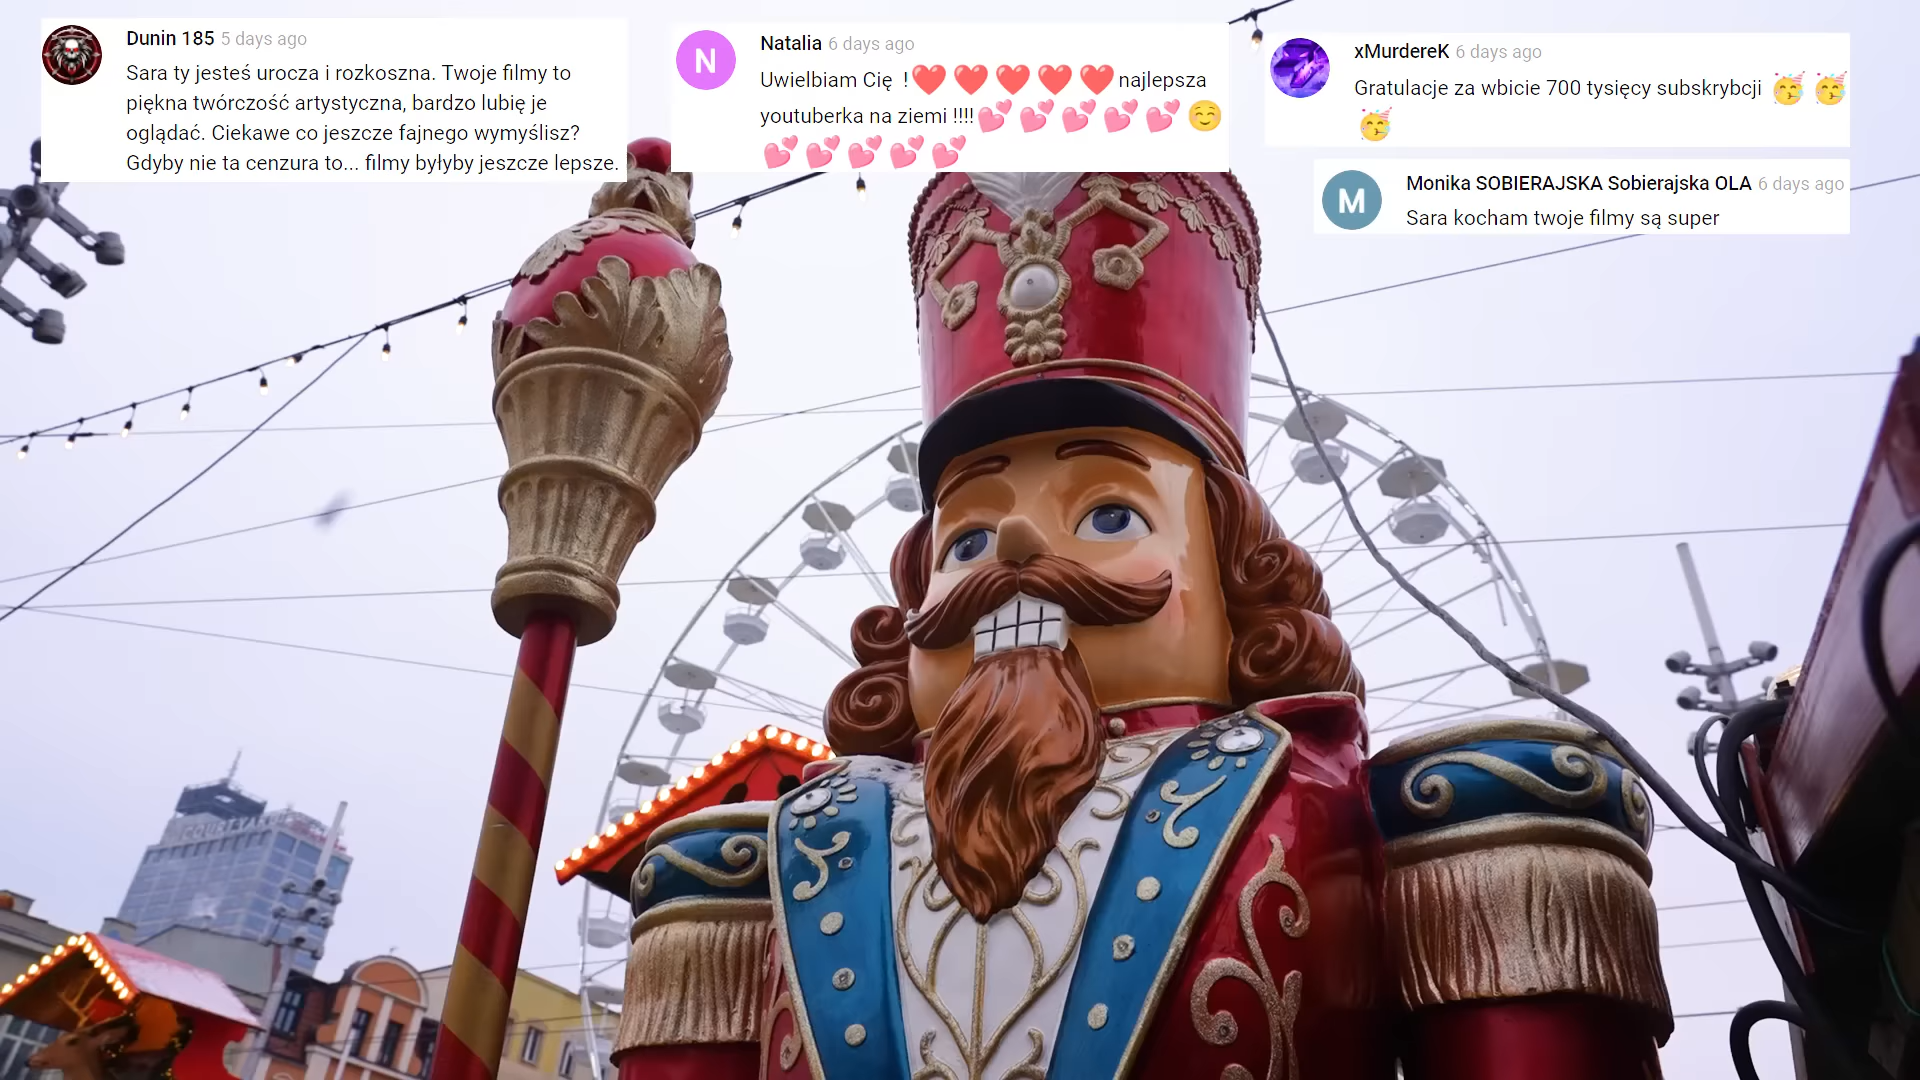 Dunin 185 5 days ago
Sara ty jesteś urocza i rozkoszna. Twoje filmy to
piękna twórczość artystyczna, bardzo lubię je
oglądać. Ciekawe co jeszcze fajnego wymyślisz?
Gdyby nie ta cenzura to... filmy byłyby jeszcze lepsze.
N
Natalia 6 days ago
Uwielbiam Cię !❤️❤️❤️❤️❤️najlepsza
youtuberka na ziemi !!!!💕💕💕💕💕☺️
💕💕💕💕💕
xMurdereK 6 days ago
Gratulacje za wbicie 700 tysięcy subskrybcji 🥳🥳
🥳
M
Monika SOBIERAJSKA Sobierajska OLA 6 days ago
Sara kocham twoje filmy są super
COURTYARD